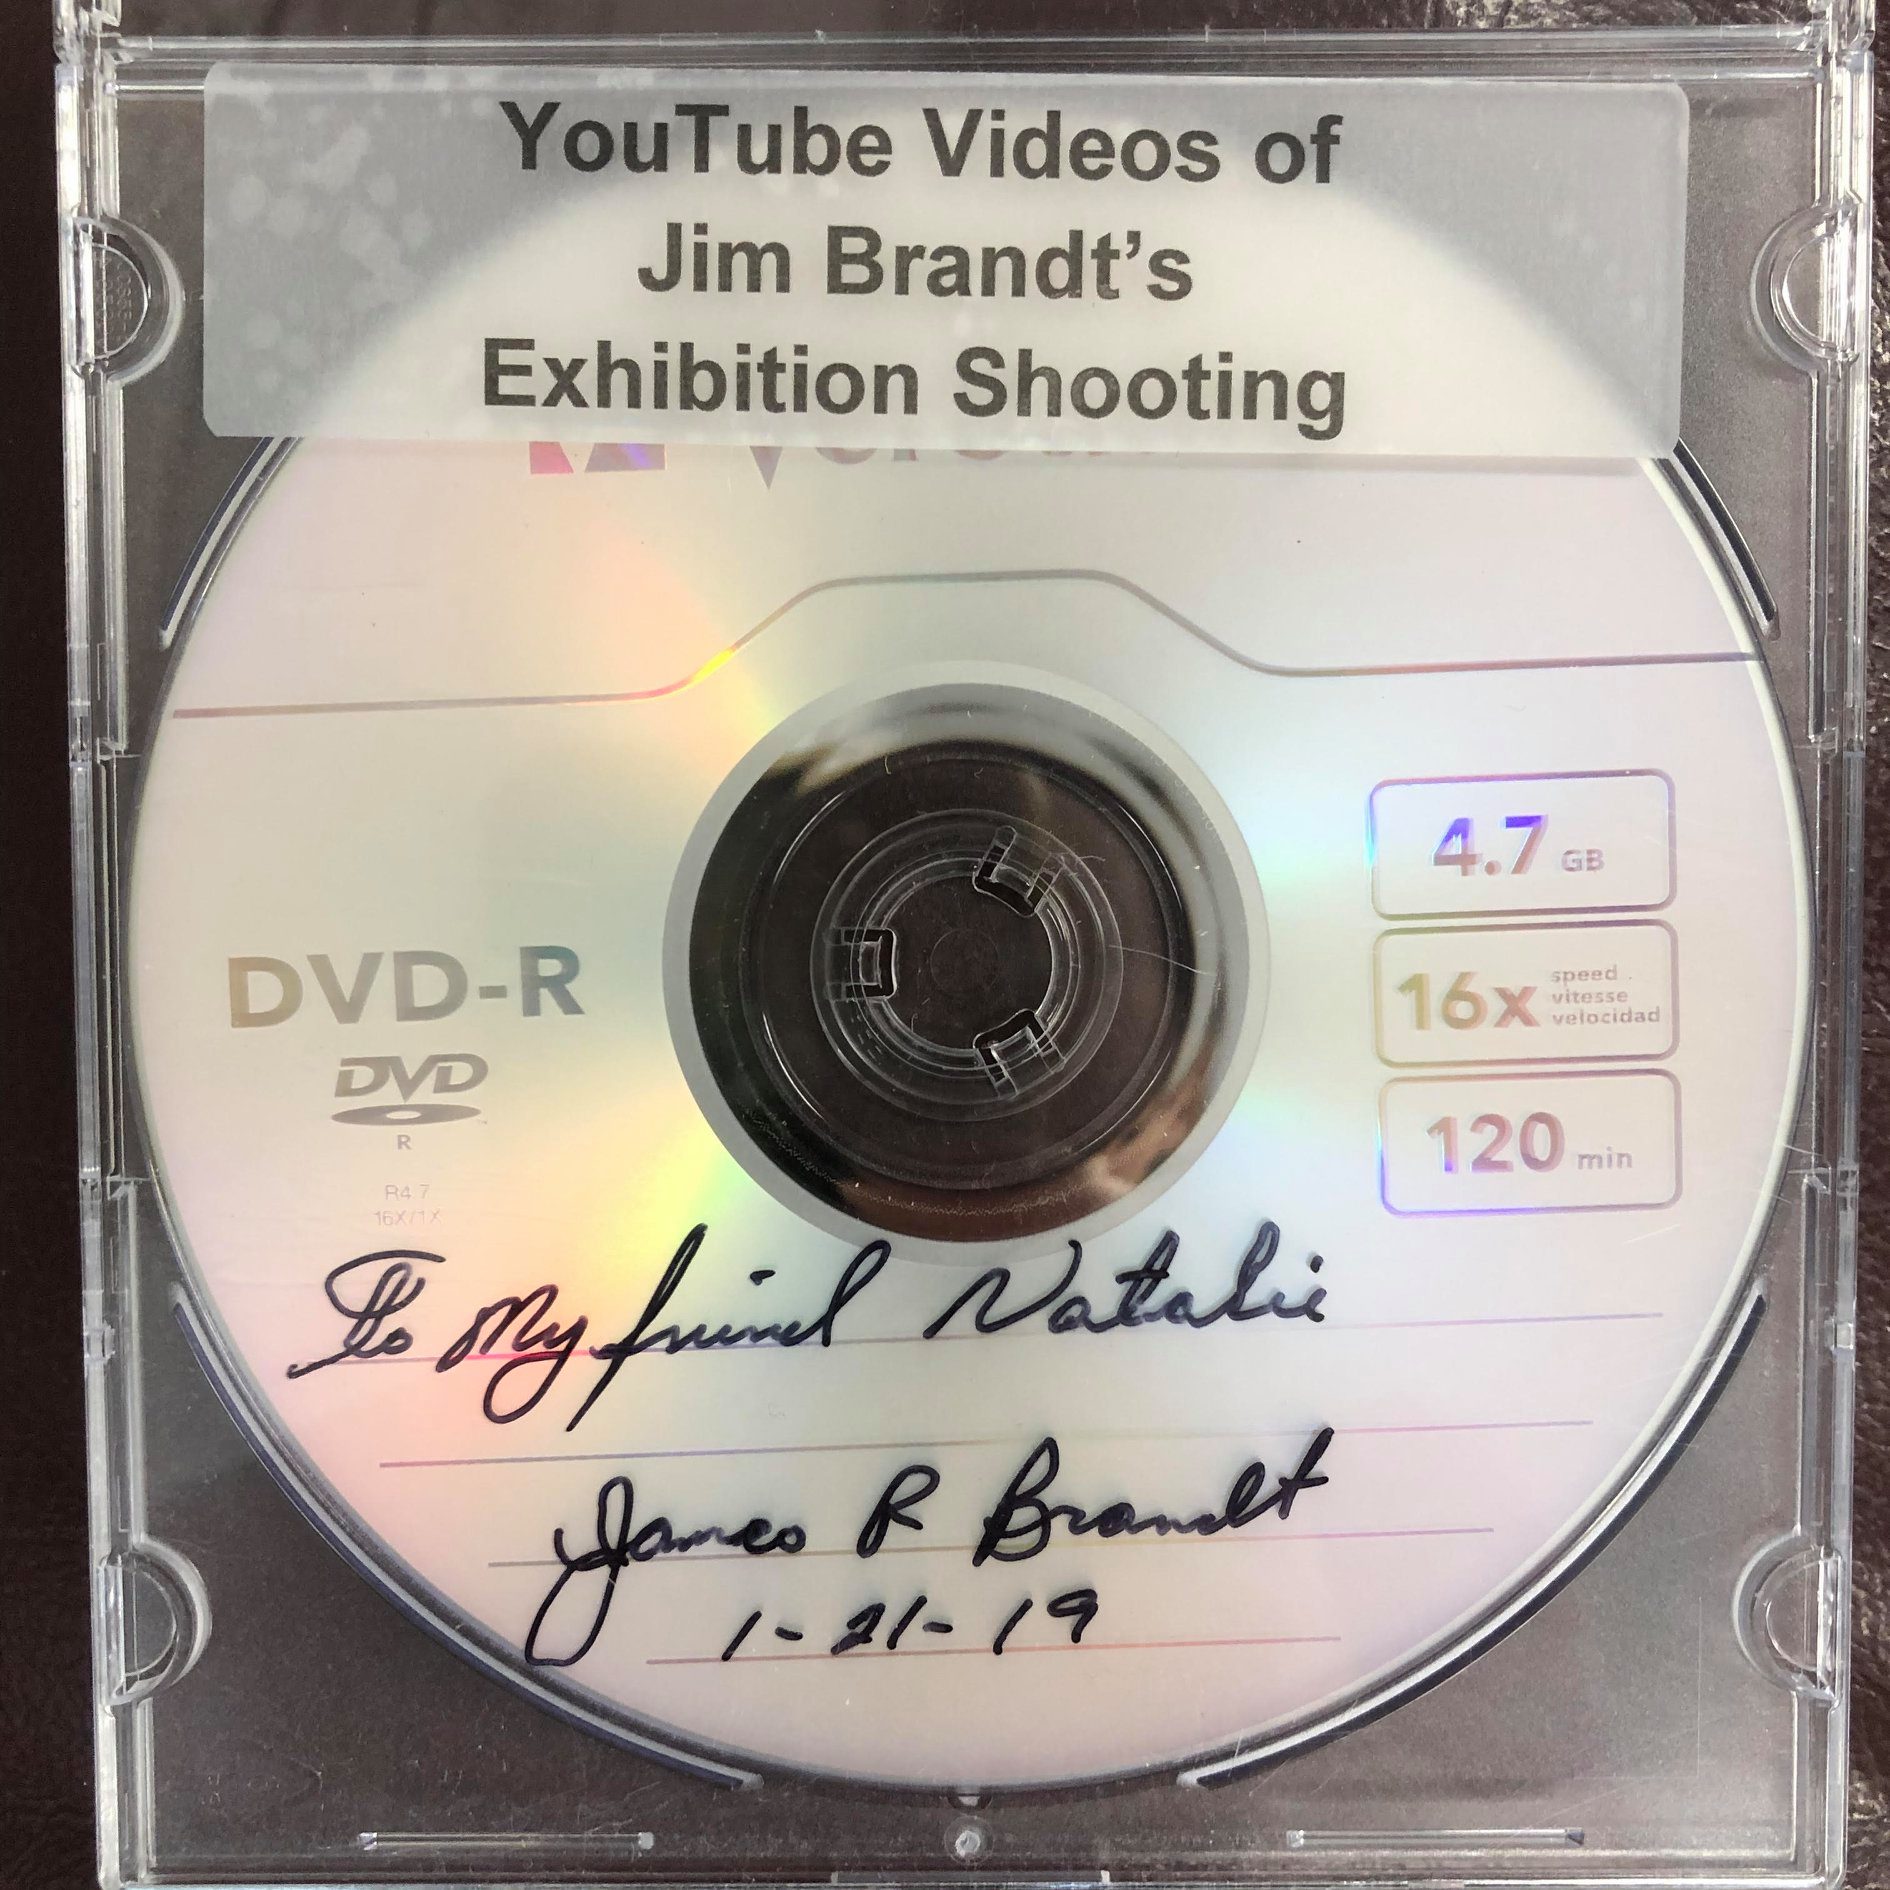 YouTube Videos of
Jim Brandt's
Exhibition Shooting
4.7 GB
DVD-R
16x speed
vitesse
velocidad
DVD
R
120 min
R4.7
16X/1X
To My friend Natalie
James R Brandt
1-21-19